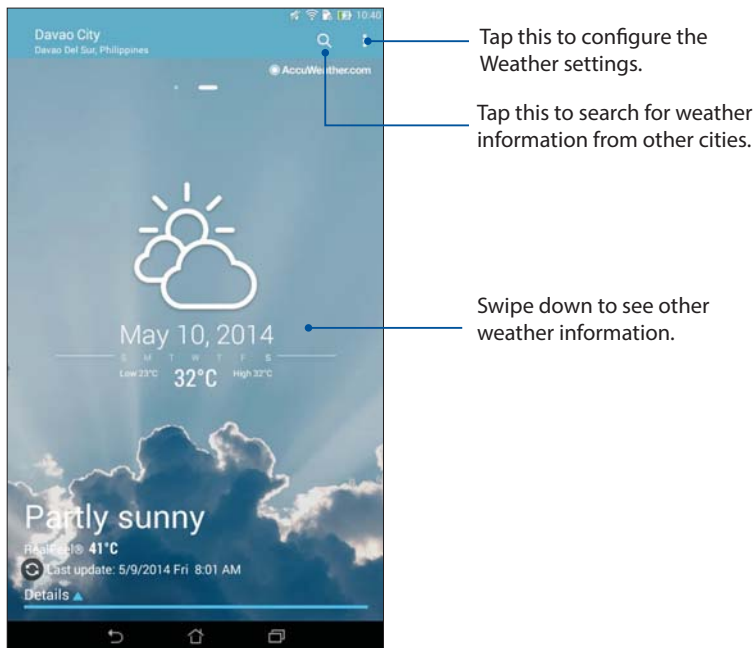 10:40
Davao City
Davao Del Sur, Philippines
AccuWeather.com
May 10, 2014
S M T W T F S
Low 23°C 32°C High 32°C
Partly sunny
RealFeel® 41°C
Last update: 5/9/2014 Fri 8:01 AM
Details
Tap this to configure the
Weather settings.
Tap this to search for weather
information from other cities.
Swipe down to see other
weather information.